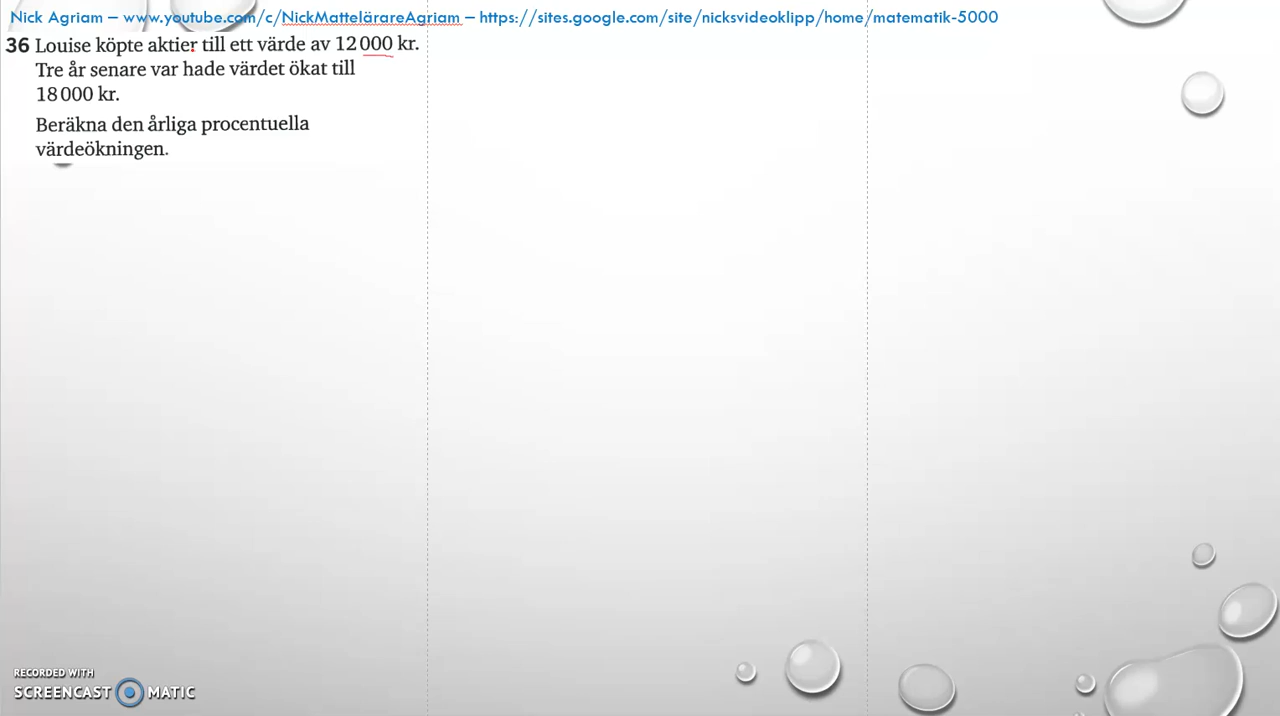 Nick Agriam – www.youtube.com/c/NickMattelärareAgriam – https://sites.google.com/site/nicksvideoklipp/home/matematik-5000
36 Louise köpte aktier till ett värde av 12 000 kr.
Tre år senare var hade värdet ökat till
18 000 kr.
Beräkna den årliga procentuella
värdeökningen.
RECORDED WITH
SCREENCAST MATIC